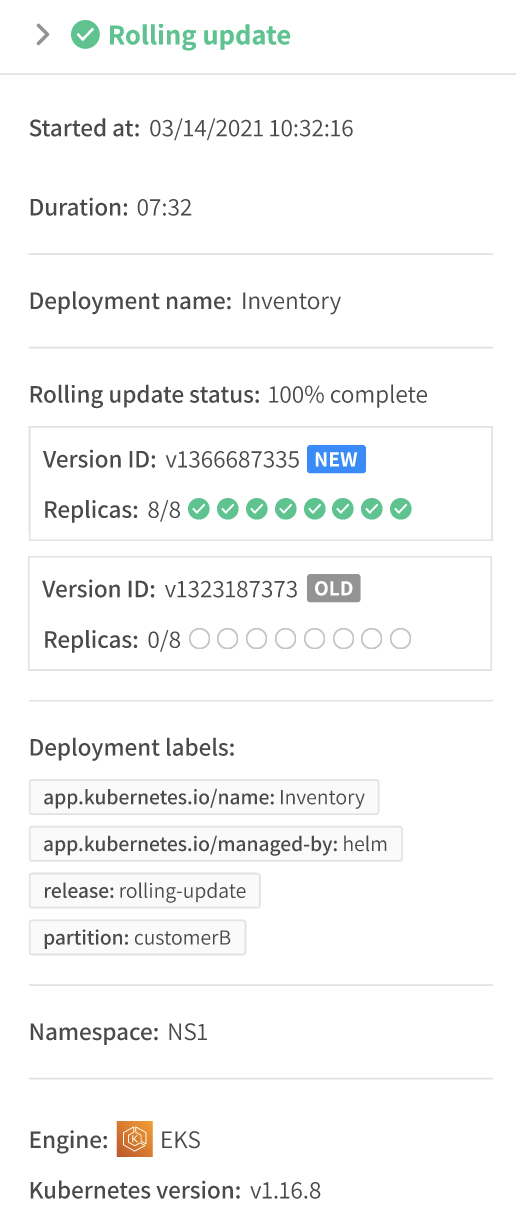 Rolling update
Started at: 03/14/2021 10:32:16
Duration: 07:32
Deployment name: Inventory
Rolling update status: 100% complete
Version ID: v1366687335 NEW
Replicas: 8/8
Version ID: v1323187373 OLD
Replicas: 0/8
Deployment labels:
app.kubernetes.io/name: Inventory
app.kubernetes.io/managed-by: helm
release: rolling-update
partition: customerB
Namespace: NS1
Engine: EKS
Kubernetes version: v1.16.8